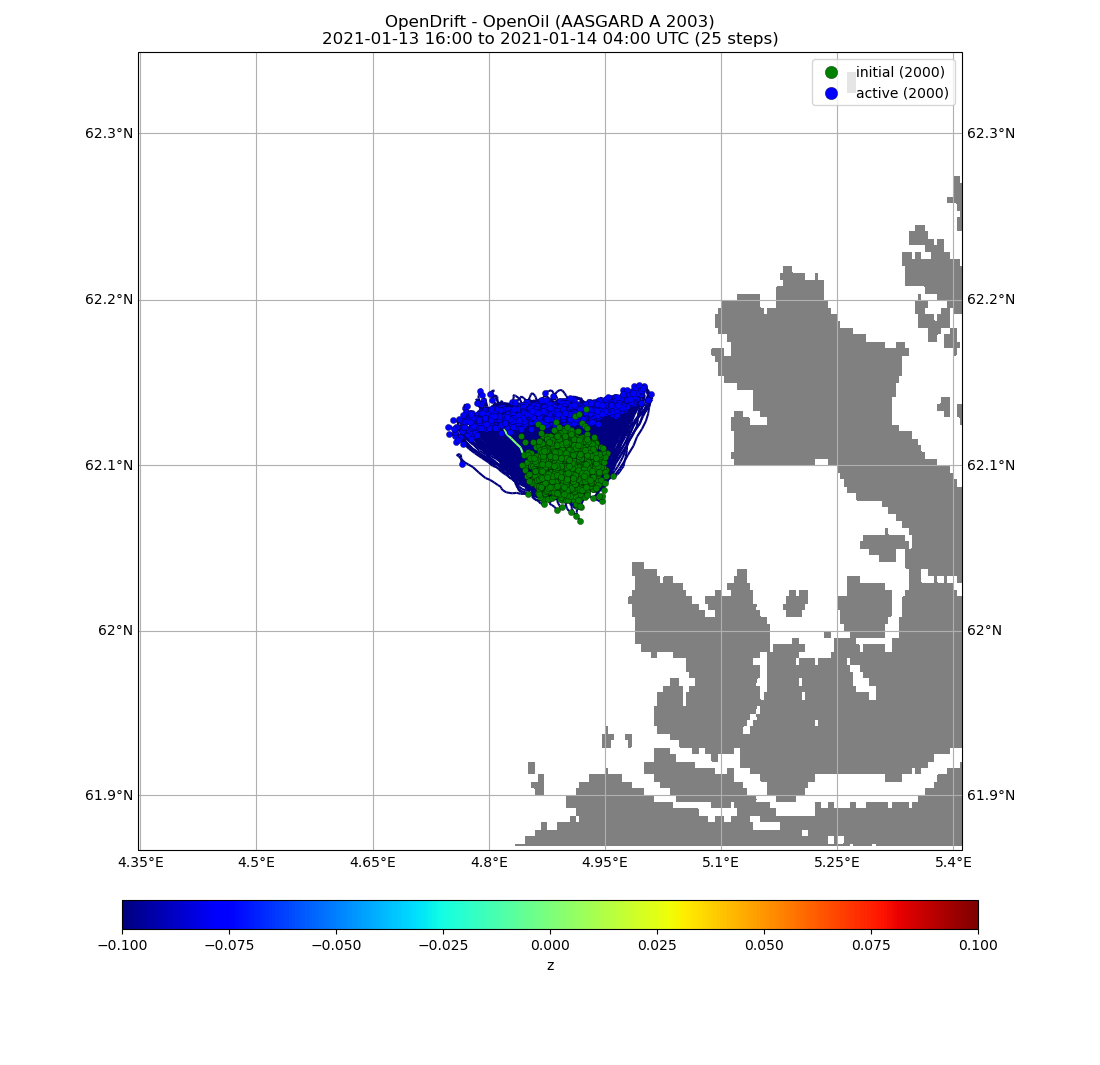 OpenDrift - OpenOil (AASGARD A 2003)
2021-01-13 16:00 to 2021-01-14 04:00 UTC (25 steps)
initial (2000)
active (2000)
62.3°N 62.3°N
62.2°N 62.2°N
62.1°N 62.1°N
62°N 62°N
61.9°N 61.9°N
4.35°E 4.5°E 4.65°E 4.8°E 4.95°E 5.1°E 5.25°E 5.4°E
−0.100 −0.075 −0.050 −0.025 0.000 0.025 0.050 0.075 0.100
z